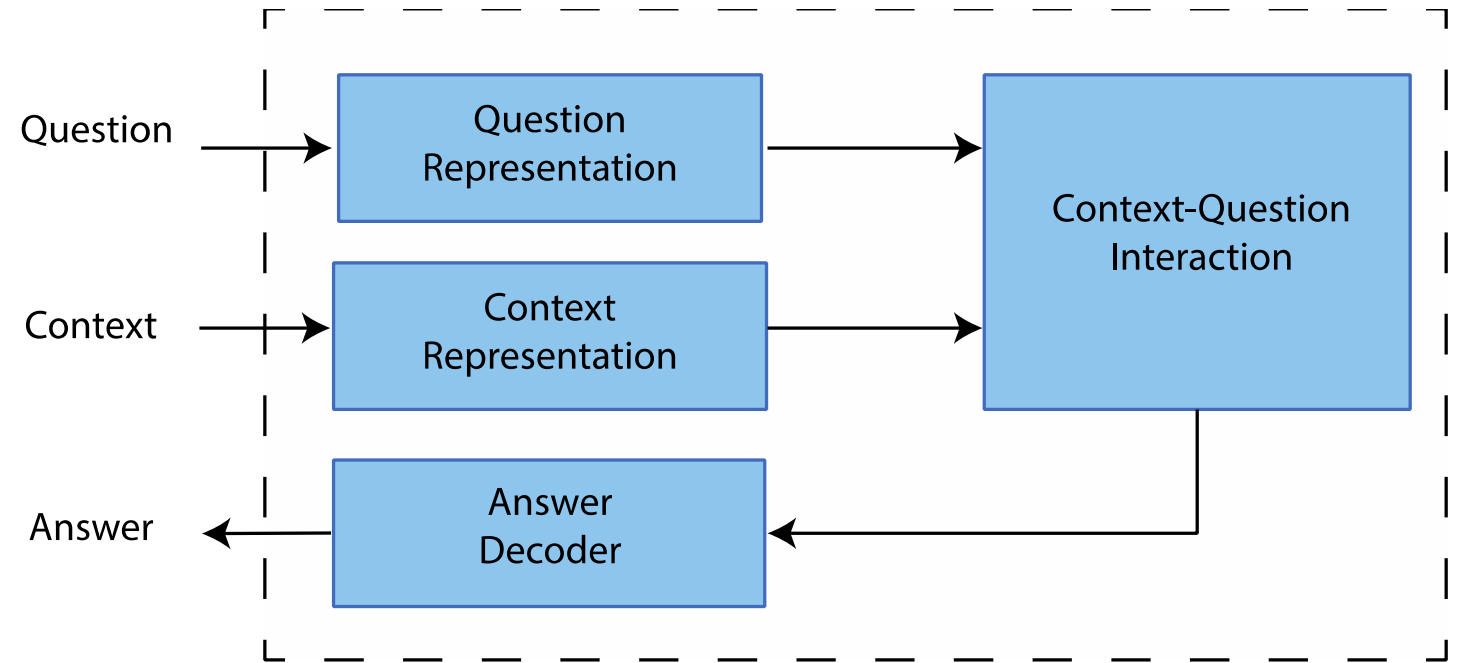 Question
Question
Representation
Context-Question
Interaction
Context
Context
Representation
Answer
Answer
Decoder